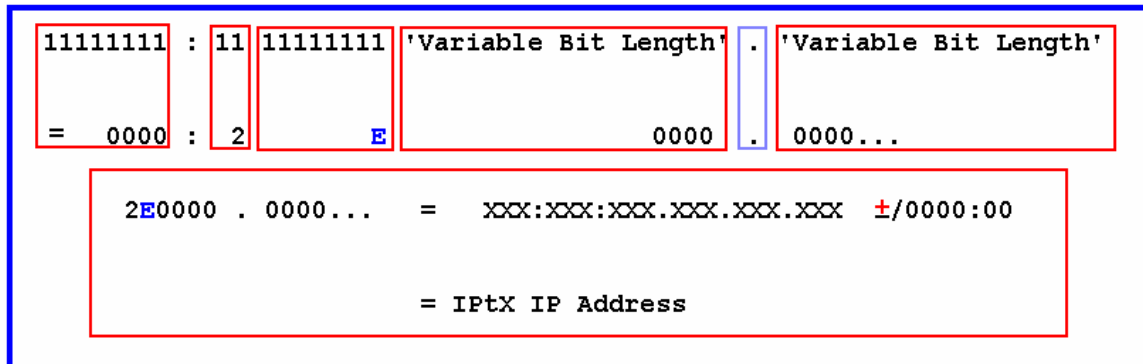 11111111 : 11 11111111 'Variable Bit Length' . 'Variable Bit Length'
= 0000 : 2 E 0000 . 0000...
2E0000 . 0000... = XXX:XXX:XXX.XXX.XXX.XXX ±/0000:00
= IPtX IP Address